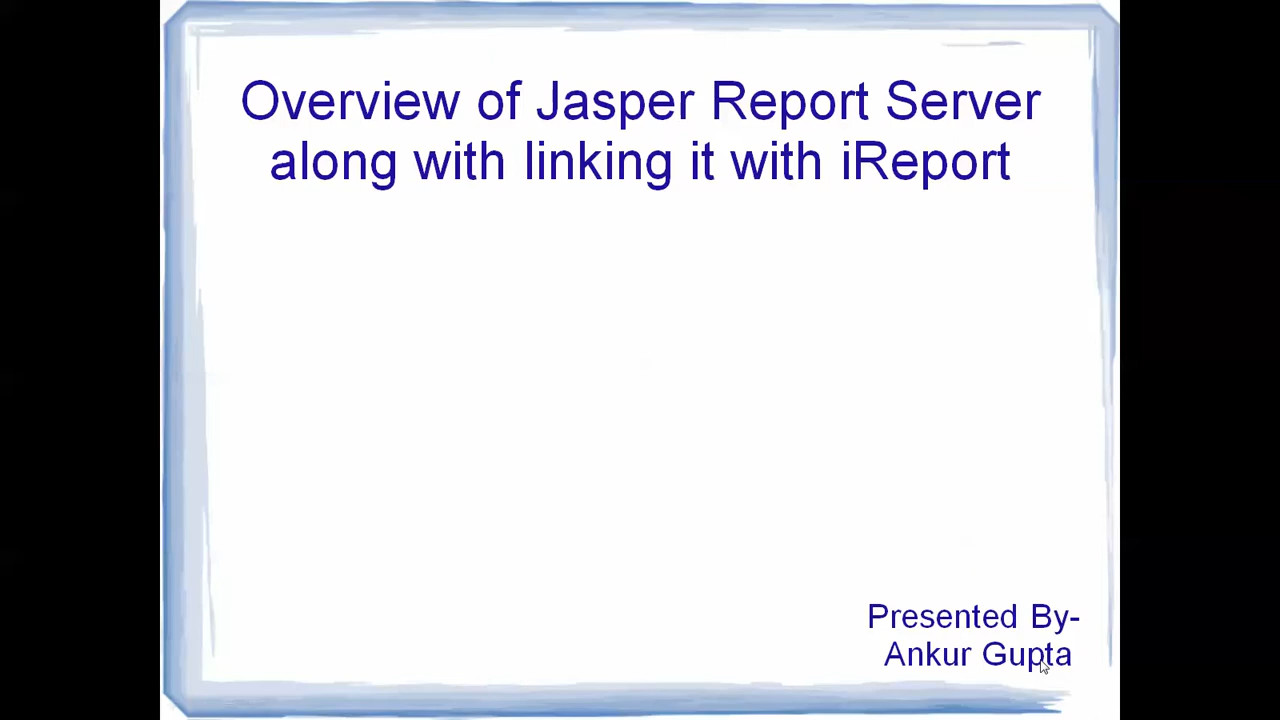 Overview of Jasper Report Server
along with linking it with iReport
Presented By-
Ankur Gupta